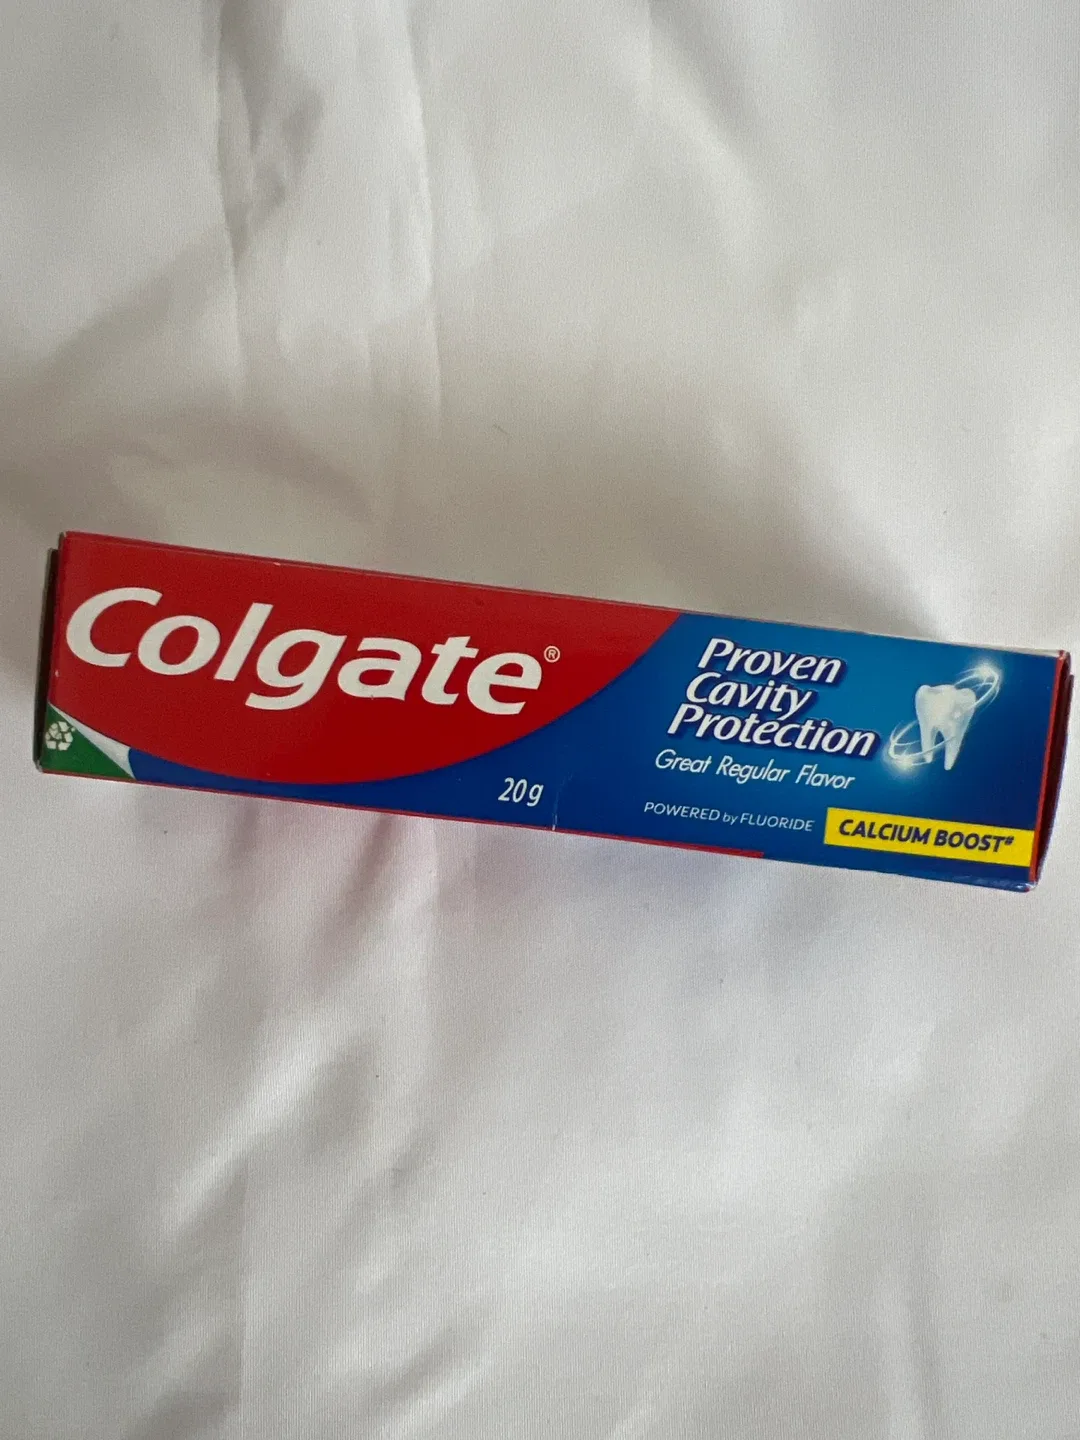 Colgate®
20g
Proven
Cavity
Protection
Great Regular Flavor
POWERED by FLUORIDE
CALCIUM BOOST#